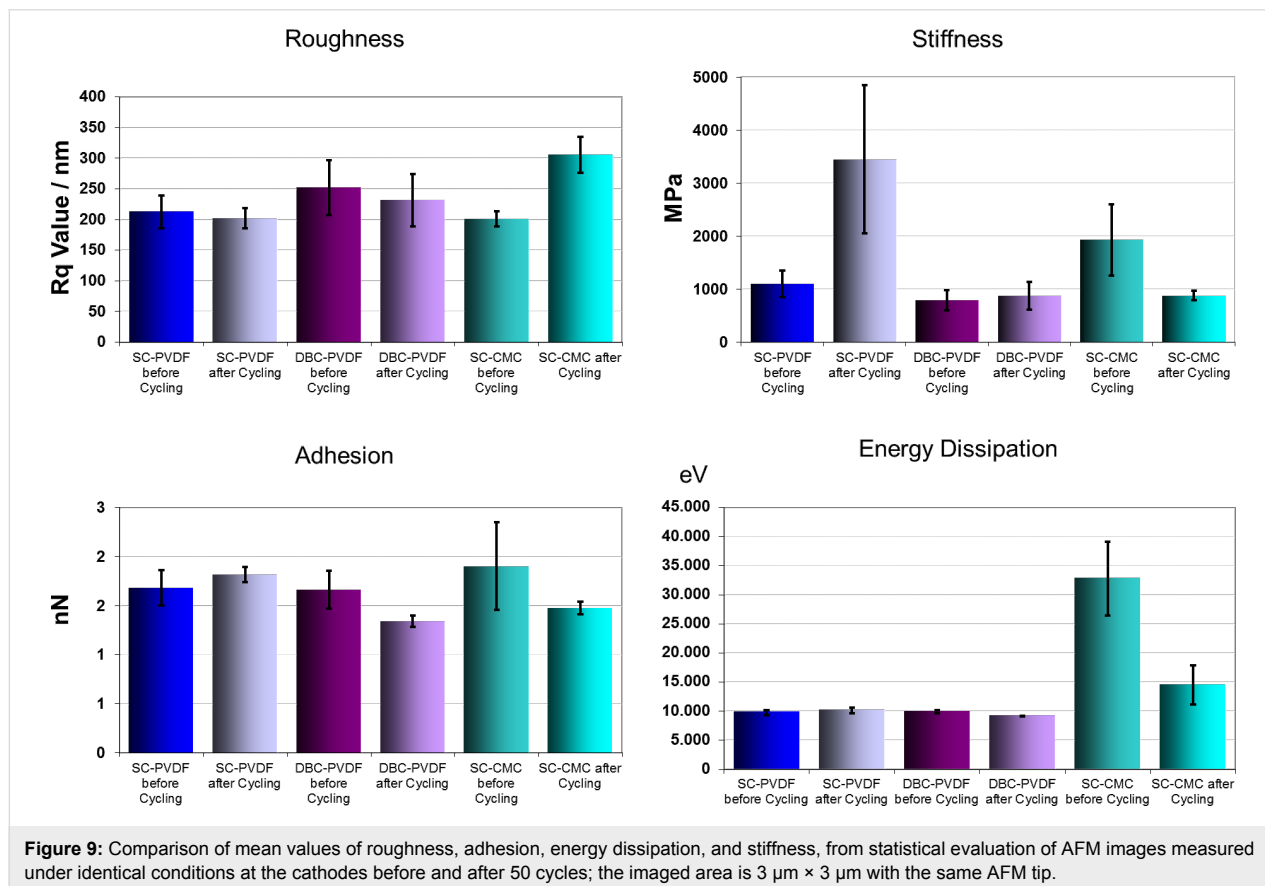 Roughness
Rq Value / nm
400
350
300
250
200
150
100
50
0
SC-PVDF
before
Cycling
SC-PVDF
after Cycling
DBC-PVDF
before
Cycling
DBC-PVDF
after Cycling
SC-CMC
before
Cycling
SC-CMC after
Cycling
Stiffness
MPa
5000
4000
3000
2000
1000
0
SC-PVDF
before
Cycling
SC-PVDF
after Cycling
DBC-PVDF
before
Cycling
DBC-PVDF
after Cycling
SC-CMC
before
Cycling
SC-CMC
after Cycling
Adhesion
nN
3
2
2
1
1
0
SC-PVDF
before
Cycling
SC-PVDF
after Cycling
DBC-PVDF
before
Cycling
DBC-PVDF
after Cycling
SC-CMC
before
Cycling
SC-CMC after
Cycling
Energy Dissipation
eV
45.000
40.000
35.000
30.000
25.000
20.000
15.000
10.000
5.000
0
SC-PVDF
before Cycling
SC-PVDF
after Cycling
DBC-PVDF
before Cycling
DBC-PVDF
after Cycling
SC-CMC
before Cycling
SC-CMC after
Cycling
Figure 9: Comparison of mean values of roughness, adhesion, energy dissipation, and stiffness, from statistical evaluation of AFM images measured
under identical conditions at the cathodes before and after 50 cycles; the imaged area is 3 µm × 3 µm with the same AFM tip.